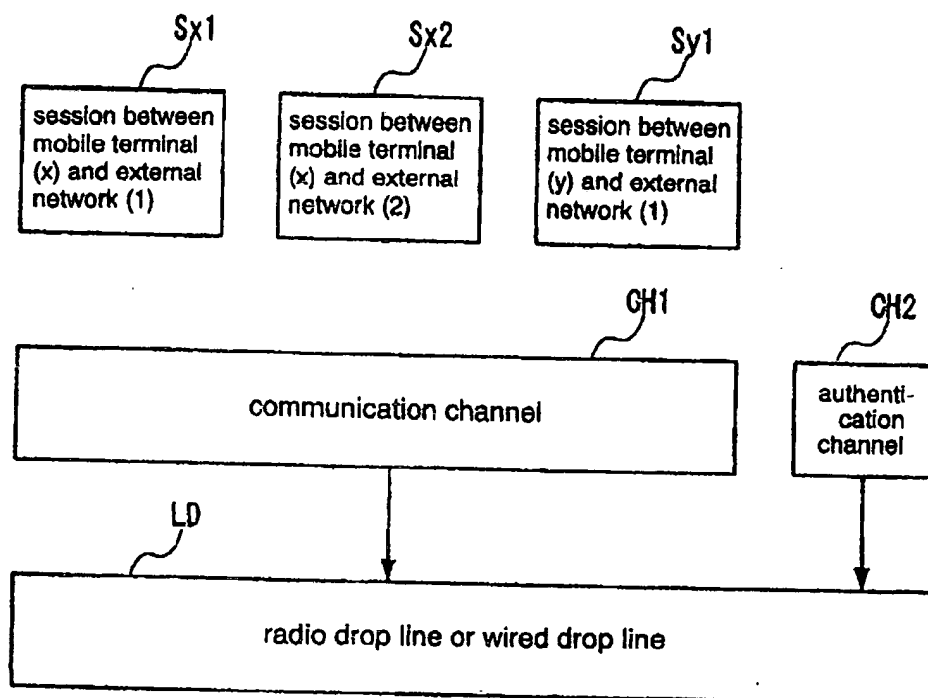 Sx1
Sx2
Sy1
session between
mobile terminal
(x) and external
network (1)
session between
mobile terminal
(x) and external
network (2)
session between
mobile terminal
(y) and external
network (1)
CH1
CH2
communication channel
authenti-
cation
channel
LD
radio drop line or wired drop line